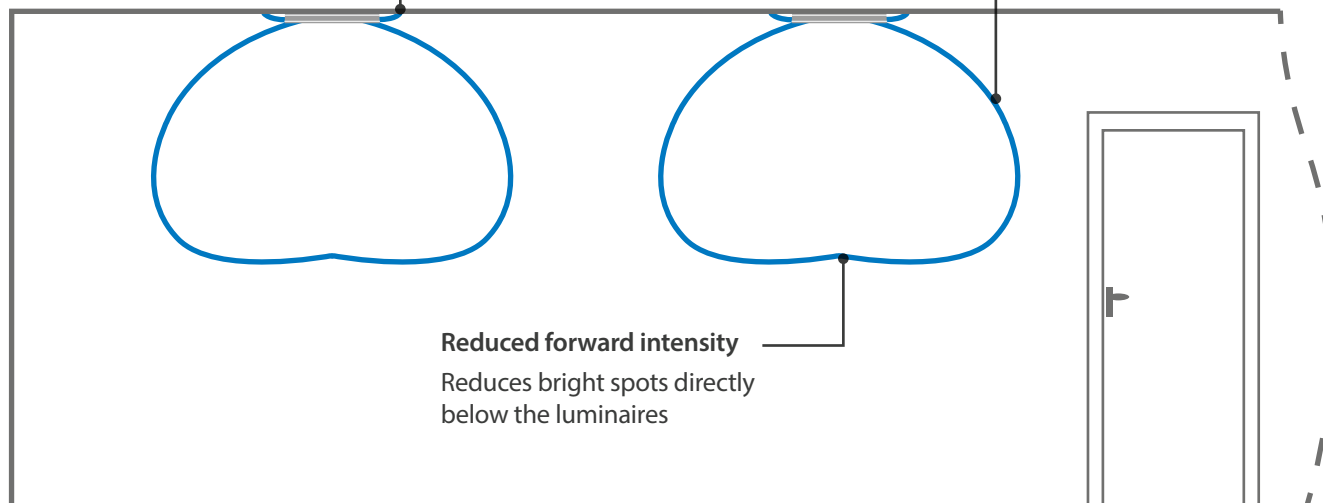 Reduced forward intensity
Reduces bright spots directly
below the luminaires